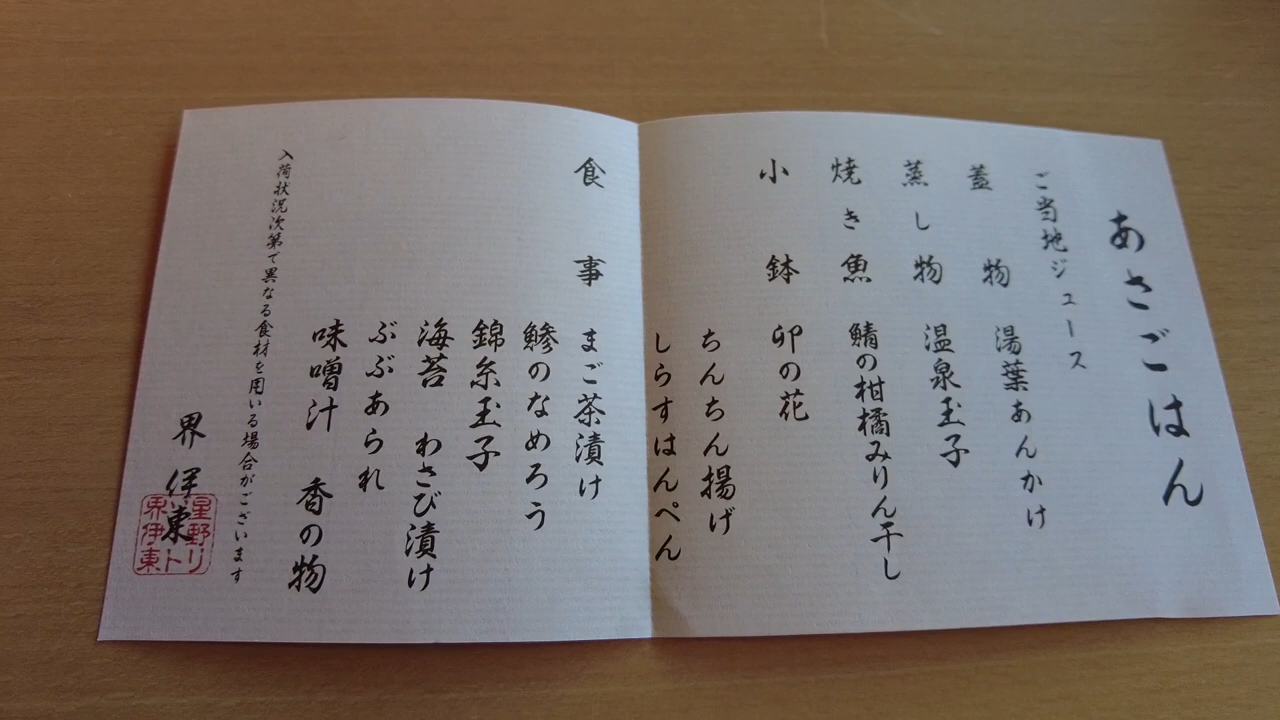 あさごはん
ご当地ジュース
蓋物 湯葉あんかけ
蒸し物 温泉玉子
焼き魚 鯖の柑橘みりん干し
小鉢 卯の花
ちんちん揚げ
しらすはんぺん
食事 まご茶漬け
鯵のなめろう
錦糸玉子
海苔 わさび漬け
ぶぶあられ
味噌汁 香の物
入荷状況次第で異なる食材を用いる場合がございます
界 伊東
星野リ
ト
界伊東